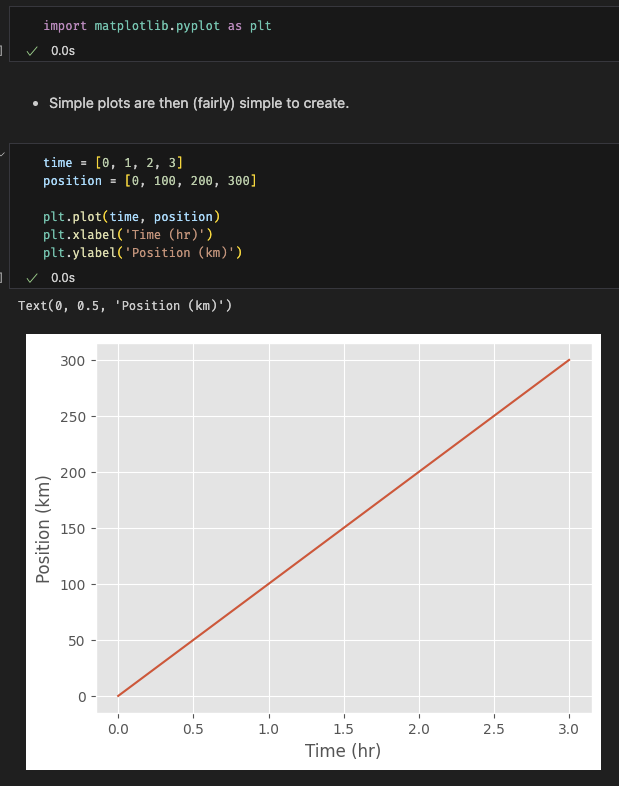 import matplotlib.pyplot as plt
]
0.0s
• Simple plots are then (fairly) simple to create.
time = [0, 1, 2, 3]
position = [0, 100, 200, 300]
plt.plot(time, position)
plt.xlabel('Time (hr)')
plt.ylabel('Position (km)')
]
0.0s
Text(0, 0.5, 'Position (km)')
300
250
200
150
100
50
0
Position (km)
0.0 0.5 1.0 1.5 2.0 2.5 3.0
Time (hr)